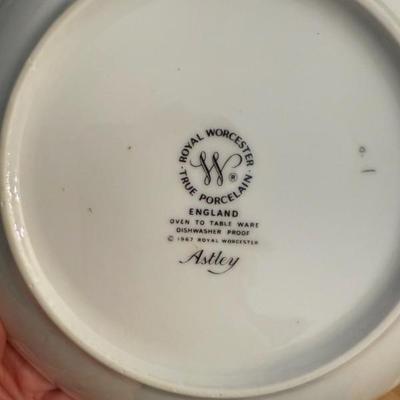 ROYAL WORCESTER
W ®
TRUE PORCELAIN
ENGLAND
OVEN TO TABLE WARE
DISHWASHER PROOF
© 1967 ROYAL WORCESTER
Astley